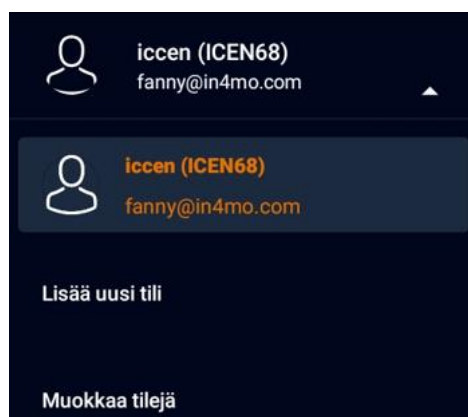 iccen (ICEN68)
fanny@in4mo.com
iccen (ICEN68)
fanny@in4mo.com
Lisää uusi tili
Muokkaa tilejä